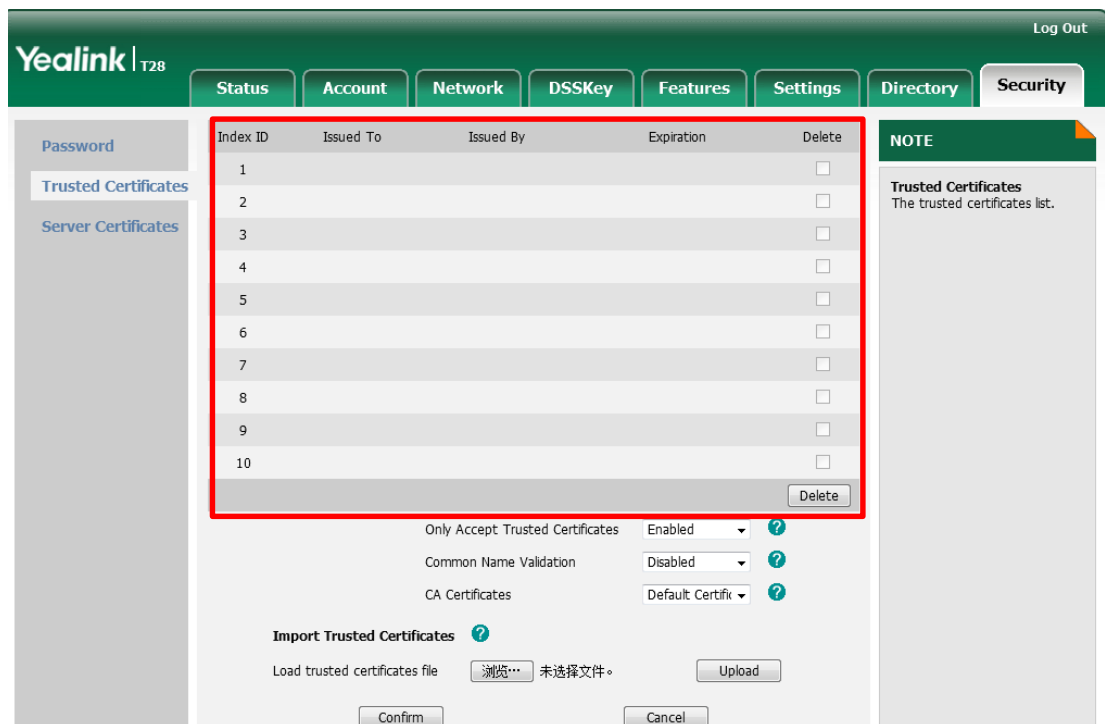 Log Out
Yealink T28
Status Account Network DSSKey Features Settings Directory Security
Password
Trusted Certificates
Server Certificates
Index ID Issued To Issued By Expiration Delete
1
2
3
4
5
6
7
8
9
10
Delete
Only Accept Trusted Certificates Enabled ?
Common Name Validation Disabled ?
CA Certificates Default Certific ?
Import Trusted Certificates ?
Load trusted certificates file 浏览… 未选择文件。 Upload
Confirm Cancel
NOTE
Trusted Certificates
The trusted certificates list.